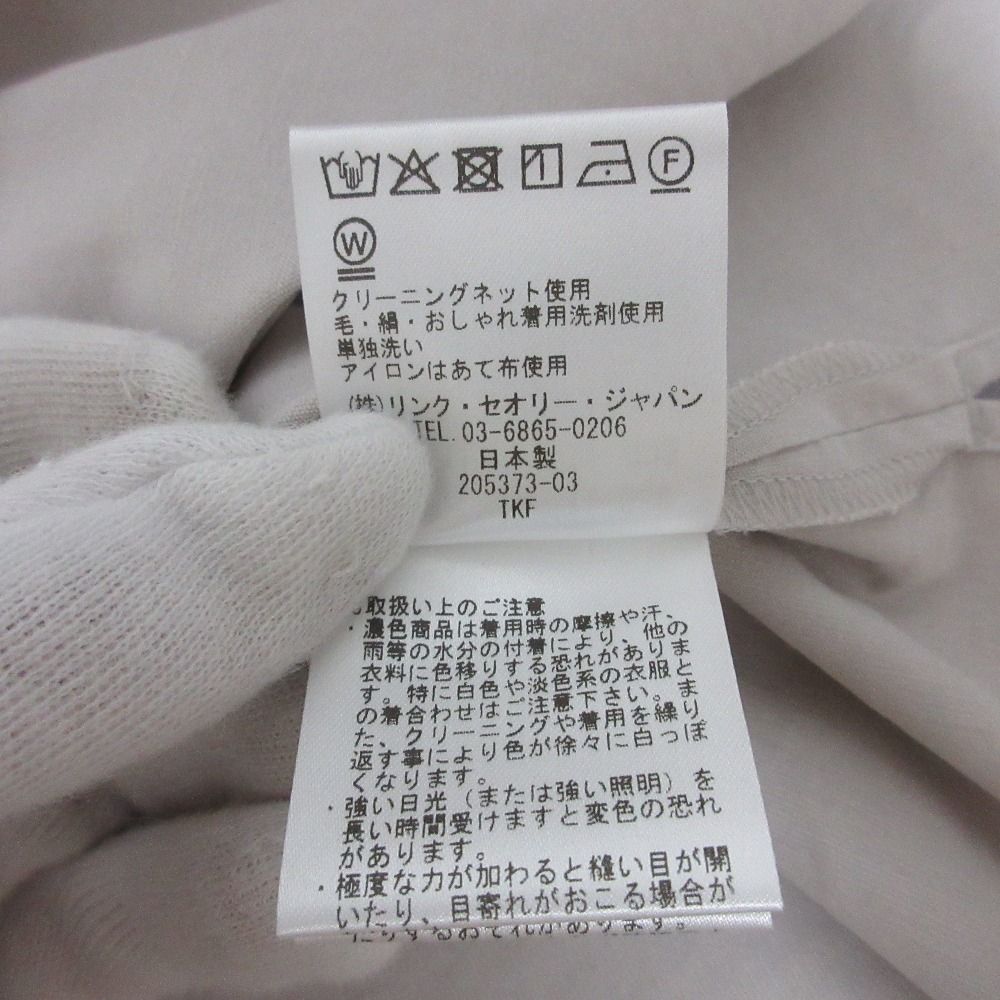 F
W
クリーニングネット使用
毛・絹・おしゃれ着用洗剤使用
単独洗い
アイロンはあて布使用
(株)リンク・セオリー・ジャパン
TEL. 03-6865-0206
日本製
205373-03
TKF
取扱い上のご注意
・濃色商品は着用時の摩擦や汗、
雨等の水分の付着により、他の
衣料に色移りする恐れがありま
す。特に白色や淡色系の衣服と
の着合わせはご注意下さい。ま
た、クリーニングや着用を繰り
返す事により色が徐々に白っぽ
くなります。
・強い日光(または強い照明)を
長い時間受けますと変色の恐れ
があります。
・極度な力が加わると縫い目が開
いたり、目寄れがおこる場合が